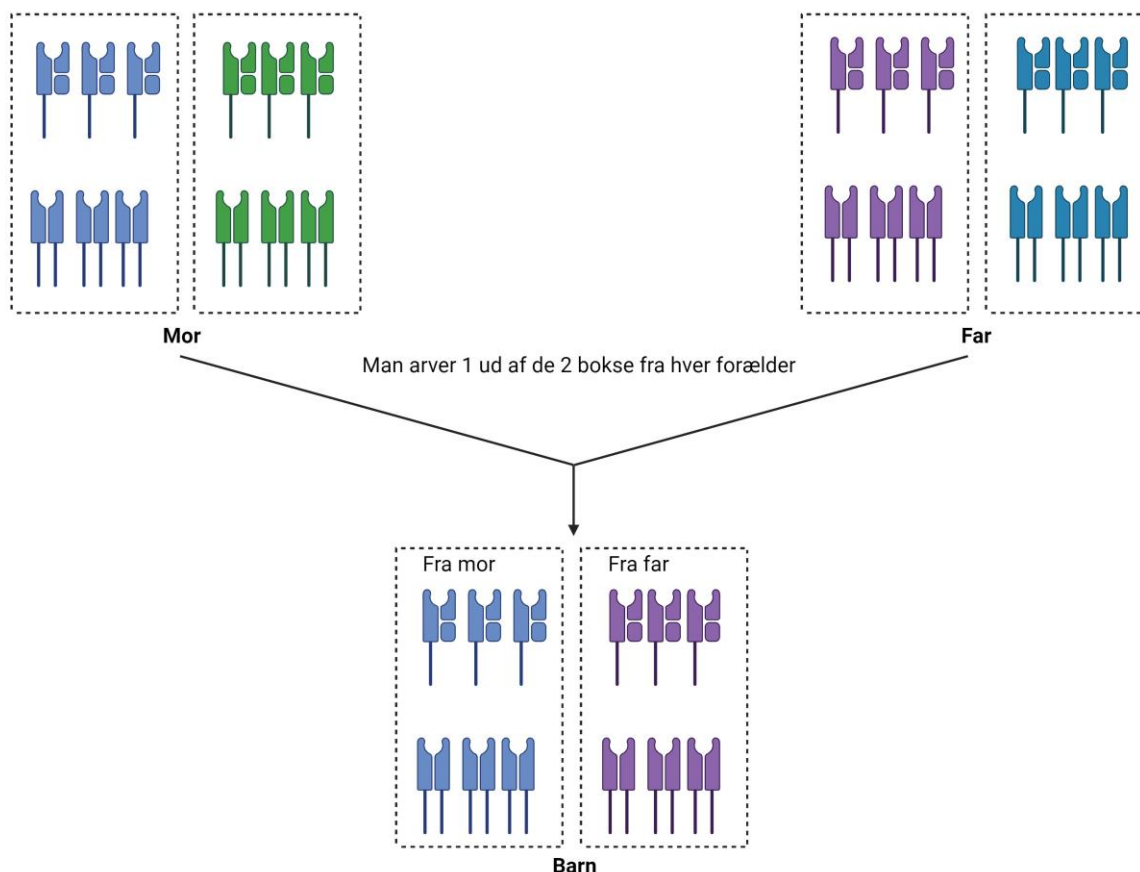 Mor
Far
Man arver 1 ud af de 2 bokse fra hver forælder
Fra mor
Fra far
Barn